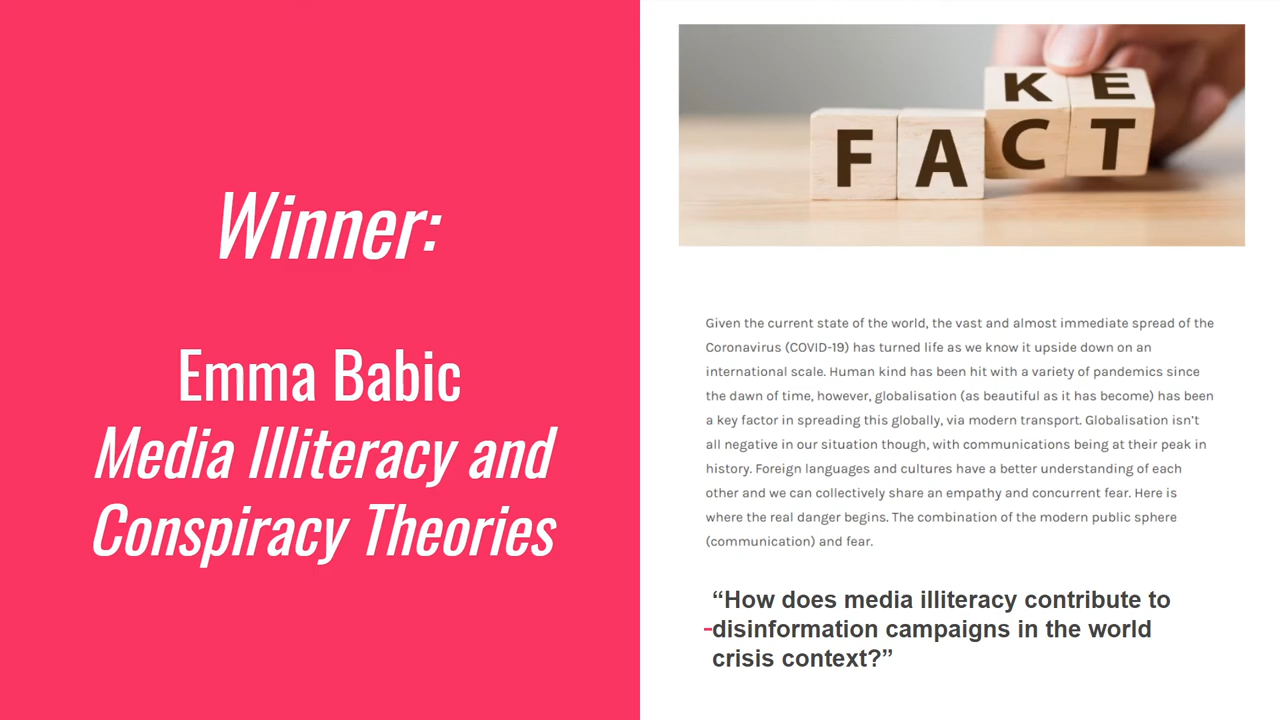 Winner:
Emma Babic
Media Illiteracy and
Conspiracy Theories
K E
F A C T
Given the current state of the world, the vast and almost immediate spread of the
Coronavirus (COVID-19) has turned life as we know it upside down on an
international scale. Human kind has been hit with a variety of pandemics since
the dawn of time, however, globalisation (as beautiful as it has become) has been
a key factor in spreading this globally, via modern transport. Globalisation isn't
all negative in our situation though, with communications being at their peak in
history. Foreign languages and cultures have a better understanding of each
other and we can collectively share an empathy and concurrent fear. Here is
where the real danger begins. The combination of the modern public sphere
(communication) and fear.
“How does media illiteracy contribute to
-disinformation campaigns in the world
crisis context?”